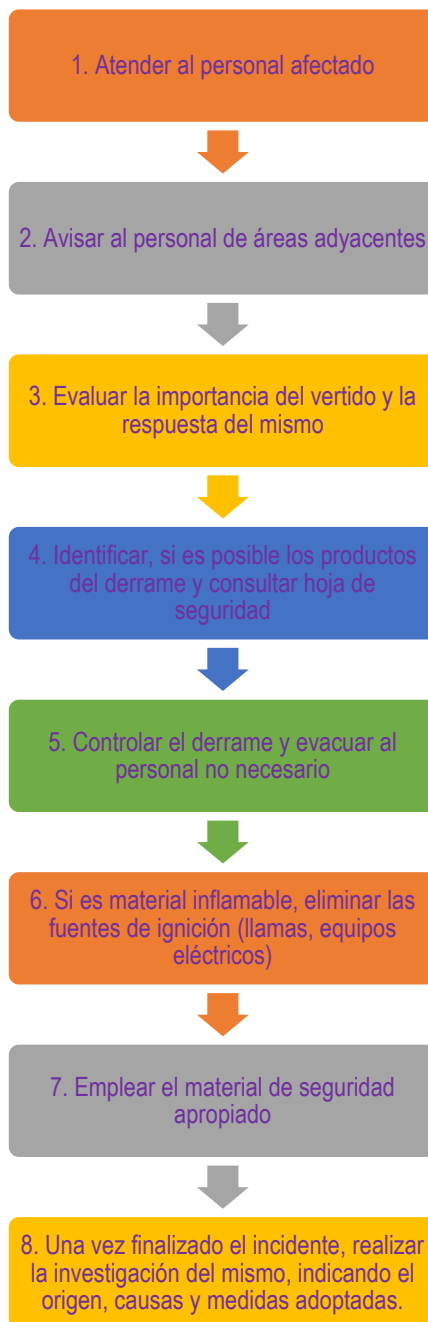 1. Atender al personal afectado
2. Avisar al personal de áreas adyacentes
3. Evaluar la importancia del vertido y la
respuesta del mismo
4. Identificar, si es posible los productos
del derrame y consultar hoja de
seguridad
5. Controlar el derrame y evacuar al
personal no necesario
6. Si es material inflamable, eliminar las
fuentes de ignición (llamas, equipos
eléctricos)
7. Emplear el material de seguridad
apropiado
8. Una vez finalizado el incidente, realizar
la investigación del mismo, indicando el
origen, causas y medidas adoptadas.